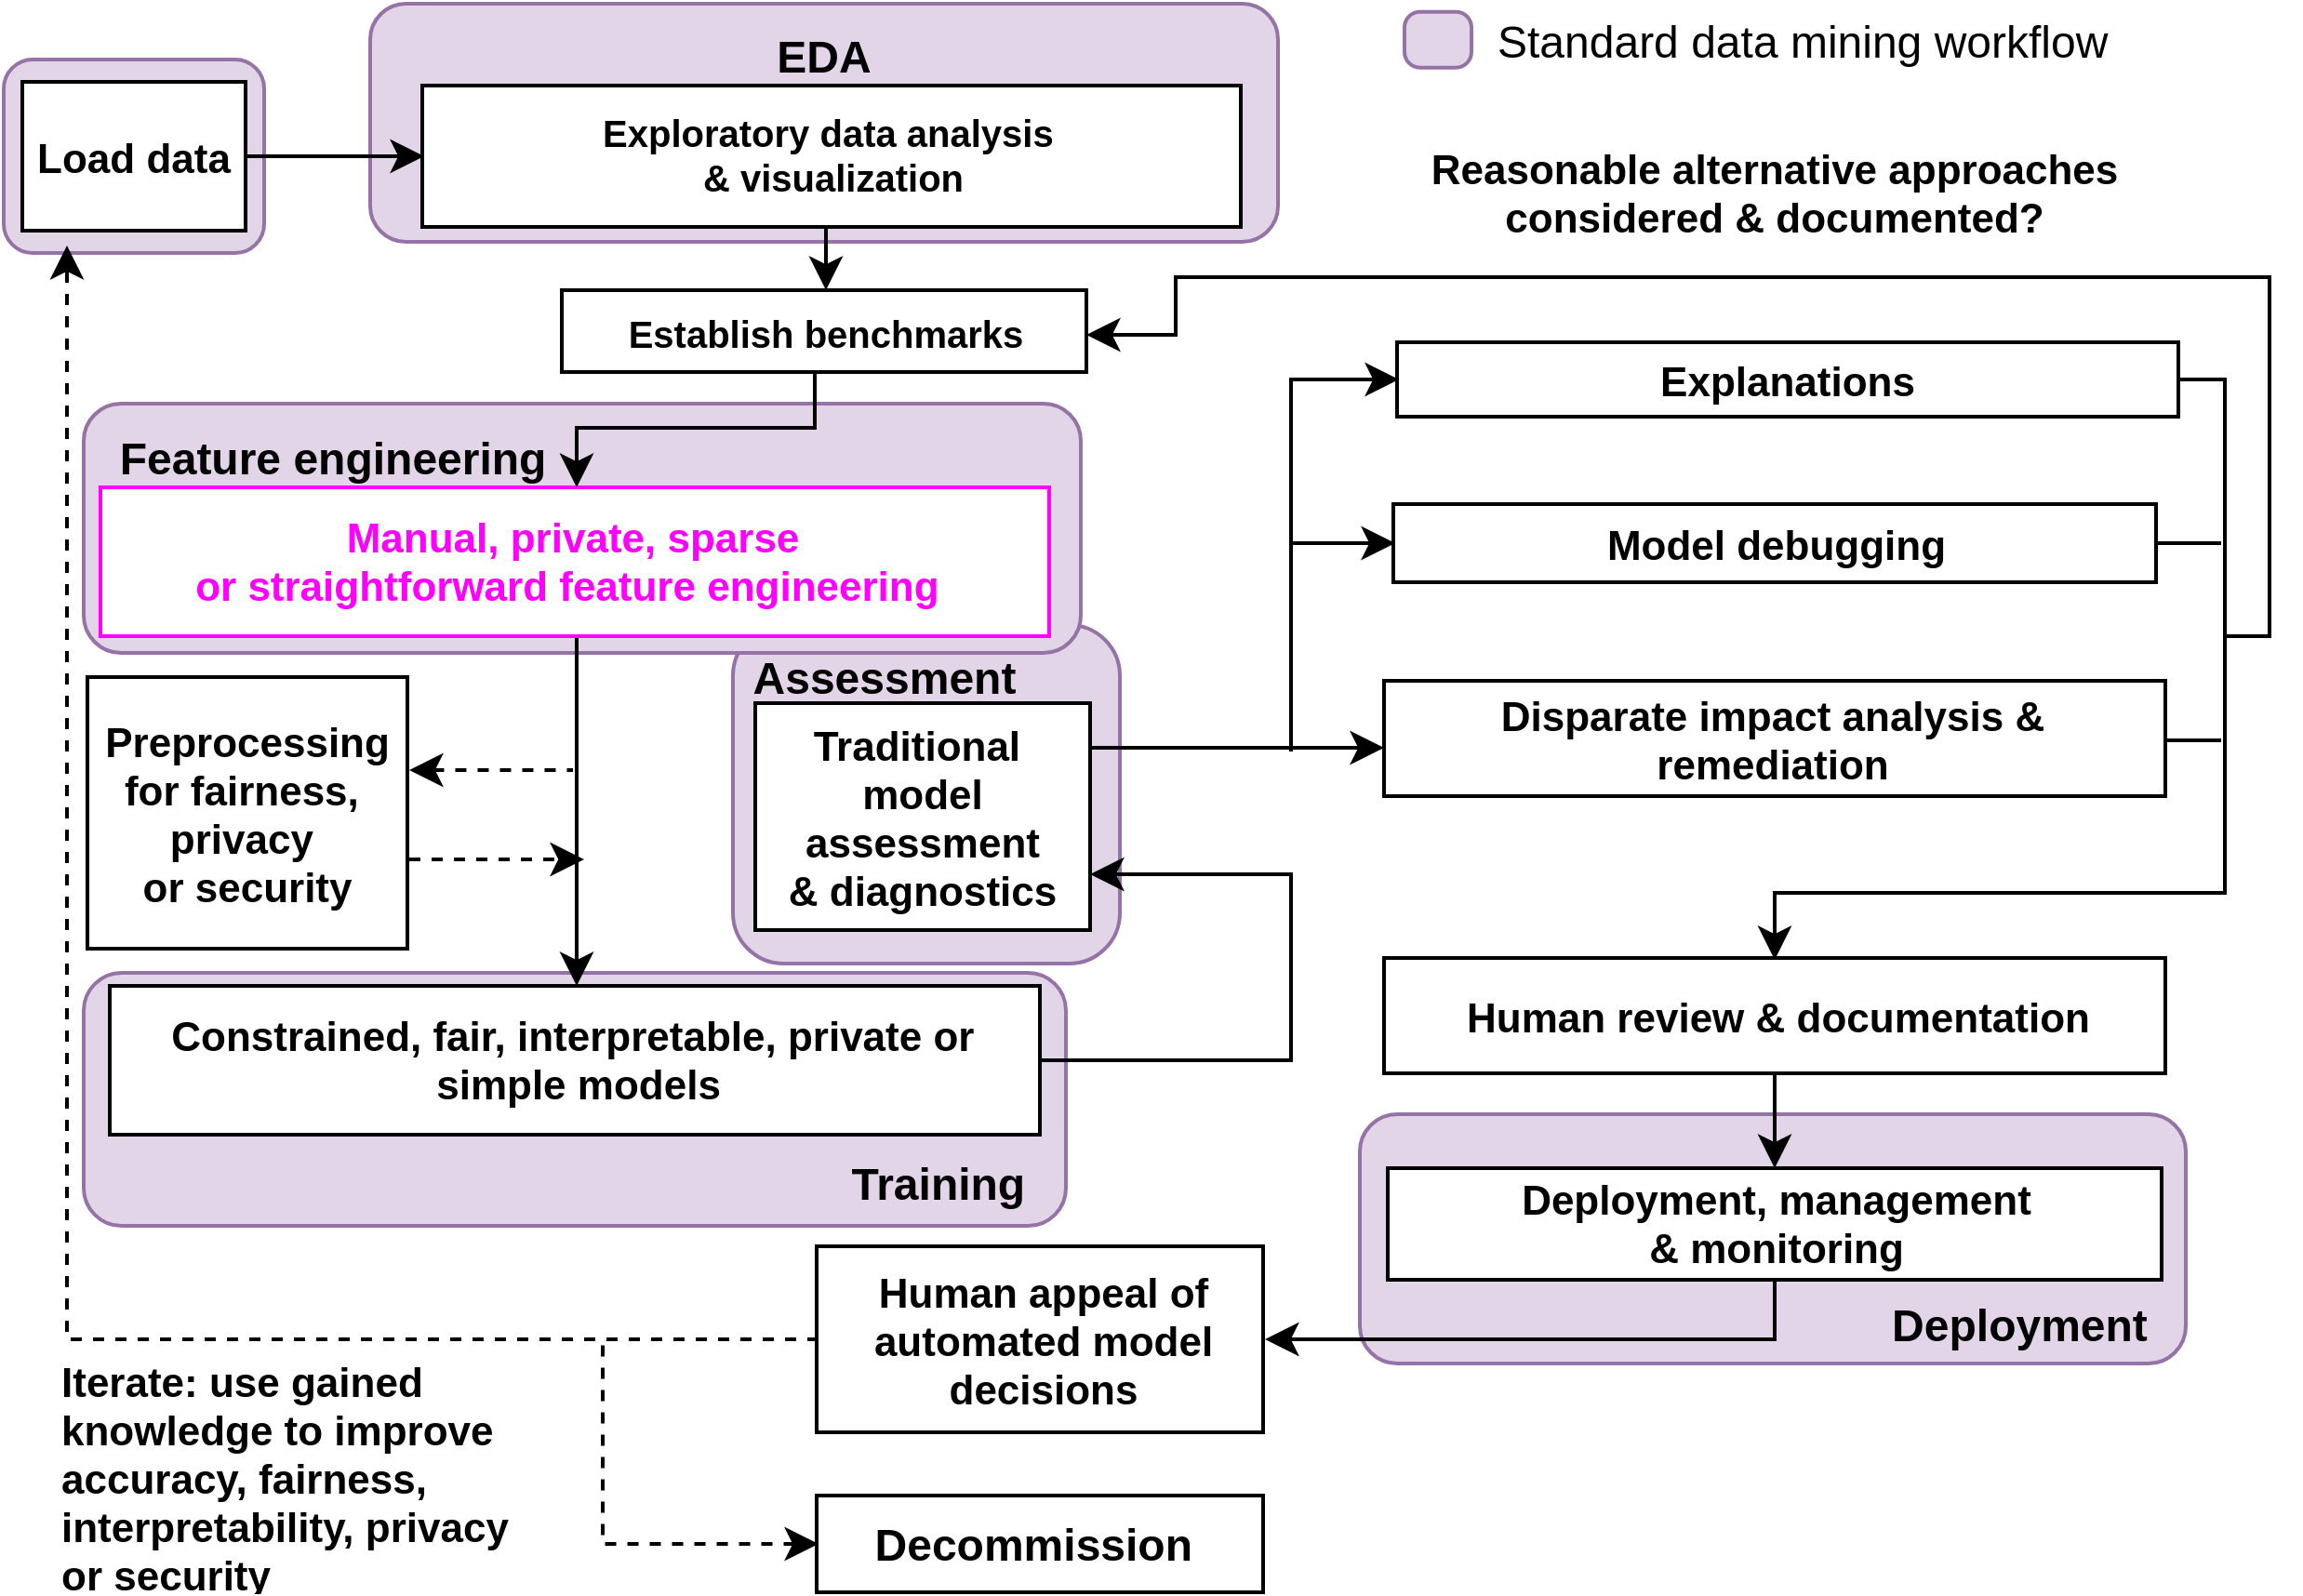 EDA
Standard data mining workflow
Load data
Exploratory data analysis
& visualization
Reasonable alternative approaches
considered & documented?
Establish benchmarks
Explanations
Feature engineering
Manual, private, sparse
or straightforward feature engineering
Model debugging
Assessment
Preprocessing
for fairness,
privacy
or security
Traditional
model
assessment
& diagnostics
Disparate impact analysis &
remediation
Constrained, fair, interpretable, private or
simple models
Training
Human review & documentation
Deployment, management
& monitoring
Deployment
Human appeal of
automated model
decisions
Iterate: use gained
knowledge to improve
accuracy, fairness,
interpretability, privacy
or security
Decommission